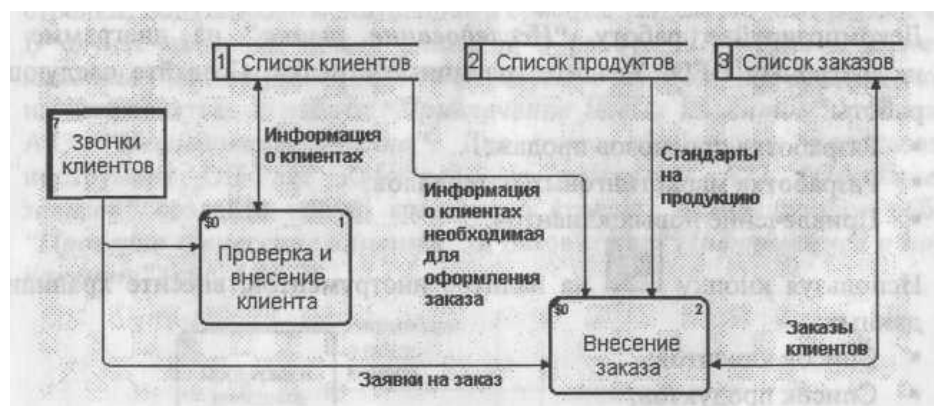 1 Список клиентов
2 Список продуктов
3 Список заказов
7
Звонки
клиентов
Информация
о клиентах
Стандарты
на
продукцию
Информация
о клиентах
необходимая
для
оформления
заказа
$0 1
Проверка и
внесение
клиента
$0 2
Внесение
заказа
Заказы
клиентов
Заявки на заказ